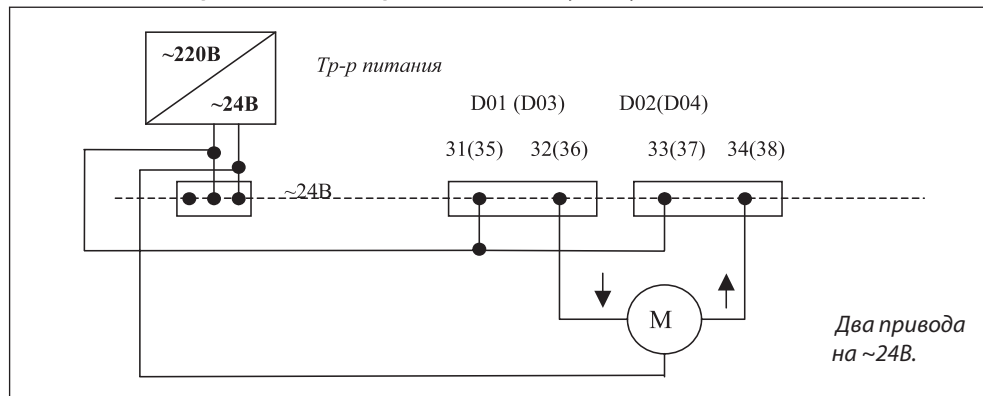 ~220В
~24В
Тр-р питания
D01 (D03)
D02(D04)
31(35)
32(36)
33(37)
34(38)
~24В
М
Два привода
на ~24В.